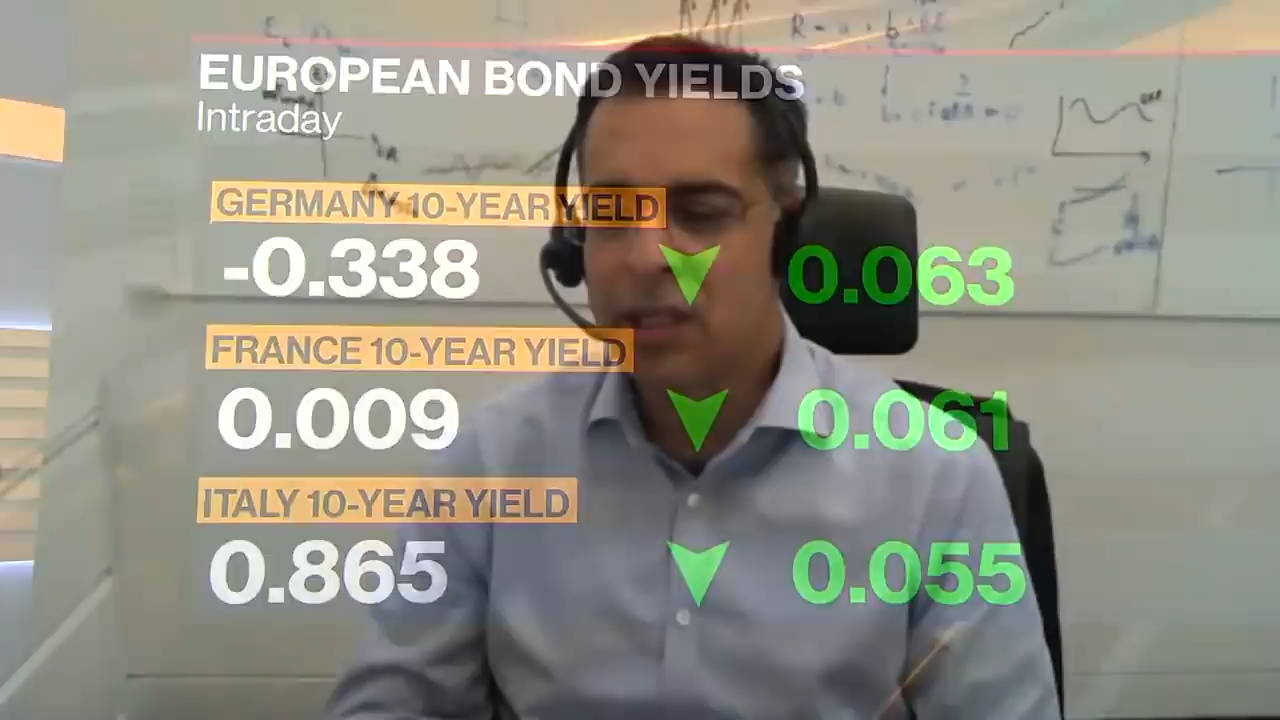 EUROPEAN BOND YIELDS
Intraday
GERMANY 10-YEAR YIELD
-0.338 ▼ 0.063
FRANCE 10-YEAR YIELD
0.009 ▼ 0.061
ITALY 10-YEAR YIELD
0.865 ▼ 0.055